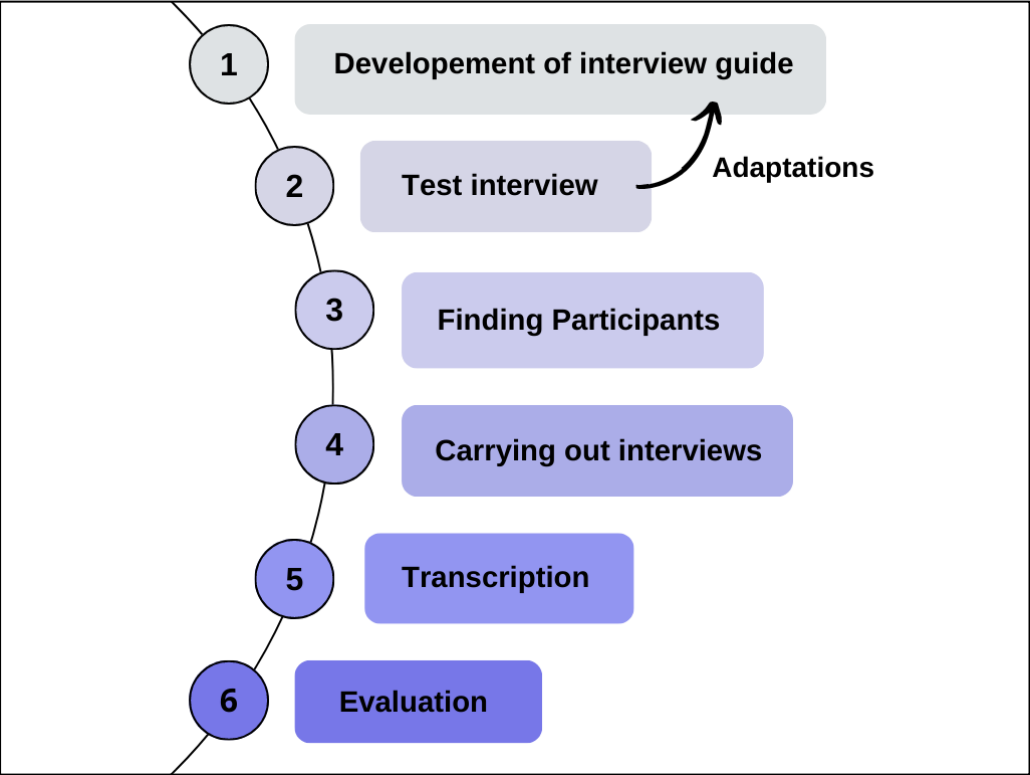 1
Developement of interview guide
2
Test interview
Adaptations
3
Finding Participants
4
Carrying out interviews
5
Transcription
6
Evaluation